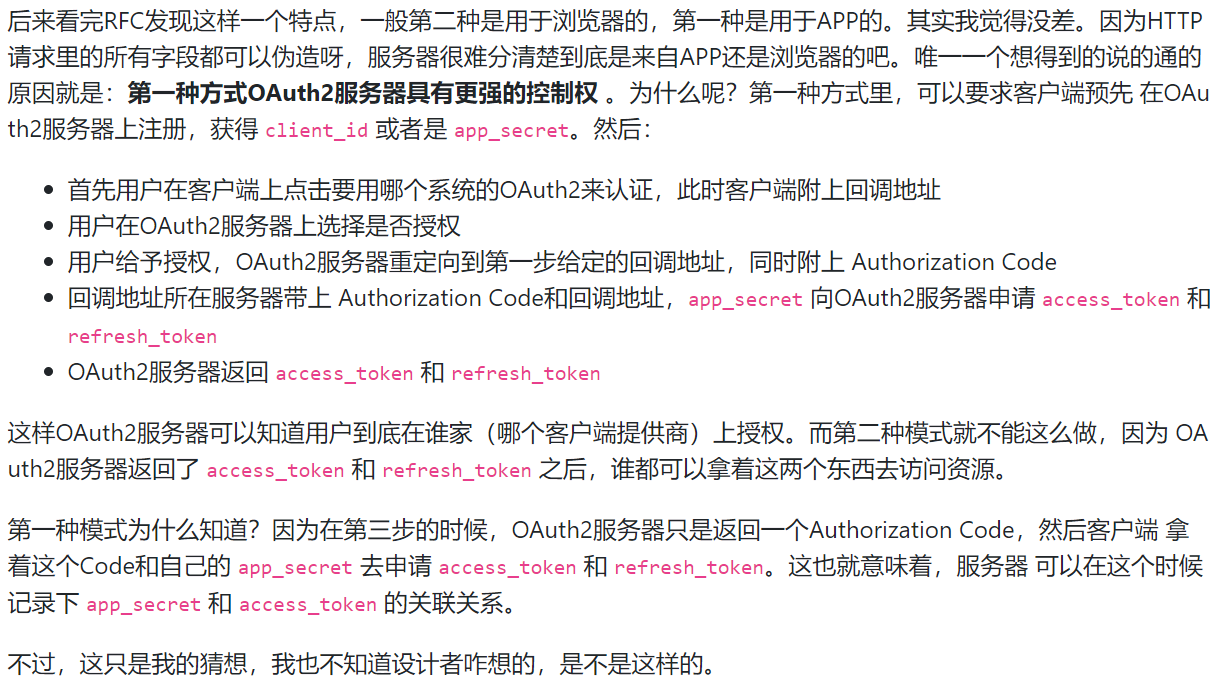 后来看完RFC发现这样一个特点，一般第二种是用于浏览器的，第一种是用于APP的。其实我觉得没差。因为HTTP
请求里的所有字段都可以伪造呀，服务器很难分清楚到底是来自APP还是浏览器的吧。唯一一个想得到的说的通的
原因就是：第一种方式OAuth2服务器具有更强的控制权 。为什么呢？第一种方式里，可以要求客户端预先 在OAu
th2服务器上注册，获得 client_id 或者是 app_secret。然后：
• 首先用户在客户端上点击要用哪个系统的OAuth2来认证，此时客户端附上回调地址
• 用户在OAuth2服务器上选择是否授权
• 用户给予授权，OAuth2服务器重定向到第一步给定的回调地址，同时附上 Authorization Code
• 回调地址所在服务器带上 Authorization Code和回调地址，app_secret 向OAuth2服务器申请 access_token 和
refresh_token
• OAuth2服务器返回 access_token 和 refresh_token
这样OAuth2服务器可以知道用户到底在谁家（哪个客户端提供商）上授权。而第二种模式就不能这么做，因为 OA
uth2服务器返回了 access_token 和 refresh_token 之后，谁都可以拿着这两个东西去访问资源。
第一种模式为什么知道？因为在第三步的时候，OAuth2服务器只是返回一个Authorization Code，然后客户端 拿
着这个Code和自己的 app_secret 去申请 access_token 和 refresh_token。这也就意味着，服务器 可以在这个时候
记录下 app_secret 和 access_token 的关联关系。
不过，这只是我的猜想，我也不知道设计者咋想的，是不是这样的。